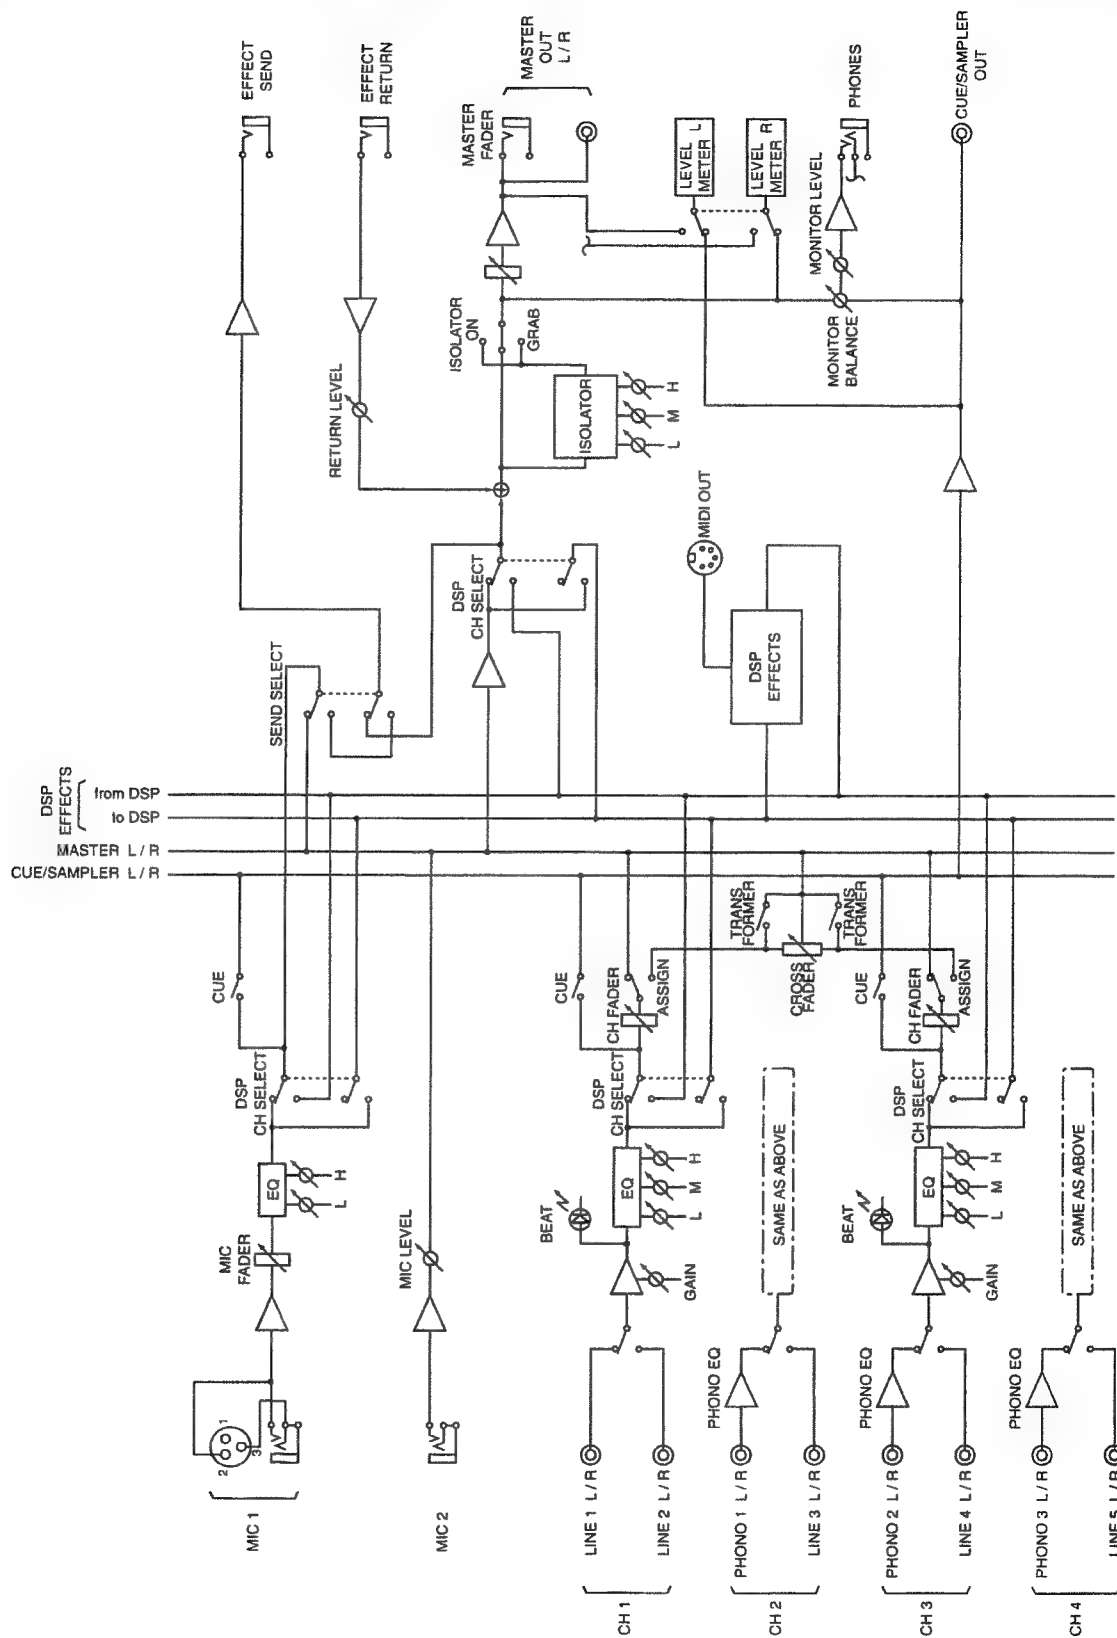 MIC 1
2
1
3
MIC FADER
EQ
L
H
DSP CH SELECT
CUE
MIC 2
MIC LEVEL
CH 1
LINE 1 L / R
LINE 2 L / R
BEAT
GAIN
EQ
L
M
H
DSP CH SELECT
CUE
CH FADER
ASSIGN
CH 2
PHONO 1 L / R
LINE 3 L / R
PHONO EQ
SAME AS ABOVE
CH 3
PHONO 2 L / R
LINE 4 L / R
PHONO EQ
BEAT
GAIN
EQ
L
M
H
DSP CH SELECT
CUE
CH FADER
ASSIGN
CH 4
PHONO 3 L / R
LINE 5 L / R
PHONO EQ
SAME AS ABOVE
TRANS FORMER
CROSS FADER
TRANS FORMER
DSP EFFECTS
from DSP
to DSP
MASTER L / R
CUE/SAMPLER L / R
SEND SELECT
DSP CH SELECT
DSP EFFECTS
MIDI OUT
RETURN LEVEL
ISOLATOR
L
M
H
ISOLATOR ON
GRAB
MASTER FADER
LEVEL METER L
LEVEL METER R
MONITOR BALANCE
MONITOR LEVEL
EFFECT SEND
EFFECT RETURN
MASTER OUT L / R
PHONES
CUE/SAMPLER OUT